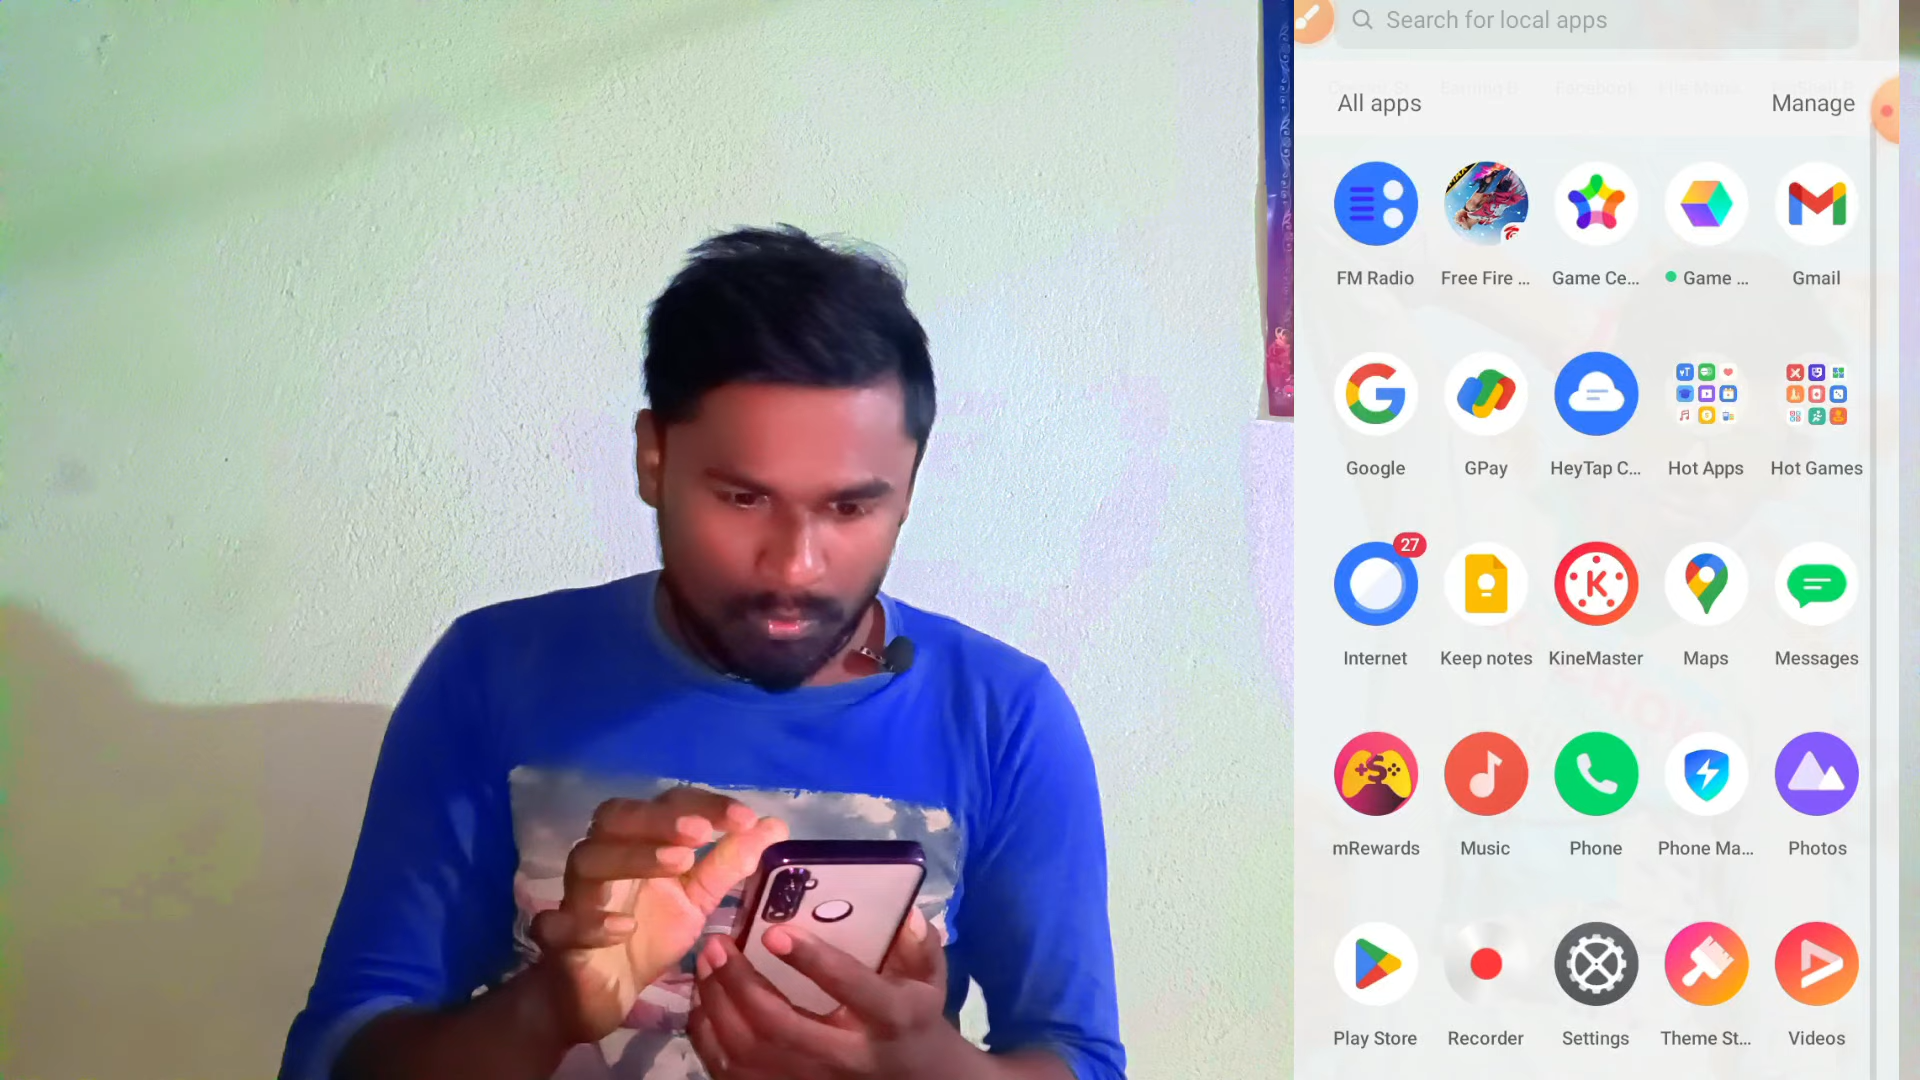 Search for local apps
All apps
Manage
FM Radio
Free Fire ...
Game Ce...
Game ...
Gmail
Google
GPay
HeyTap C...
Hot Apps
Hot Games
27
Internet
Keep notes
KineMaster
Maps
Messages
mRewards
Music
Phone
Phone Ma...
Photos
Play Store
Recorder
Settings
Theme St...
Videos